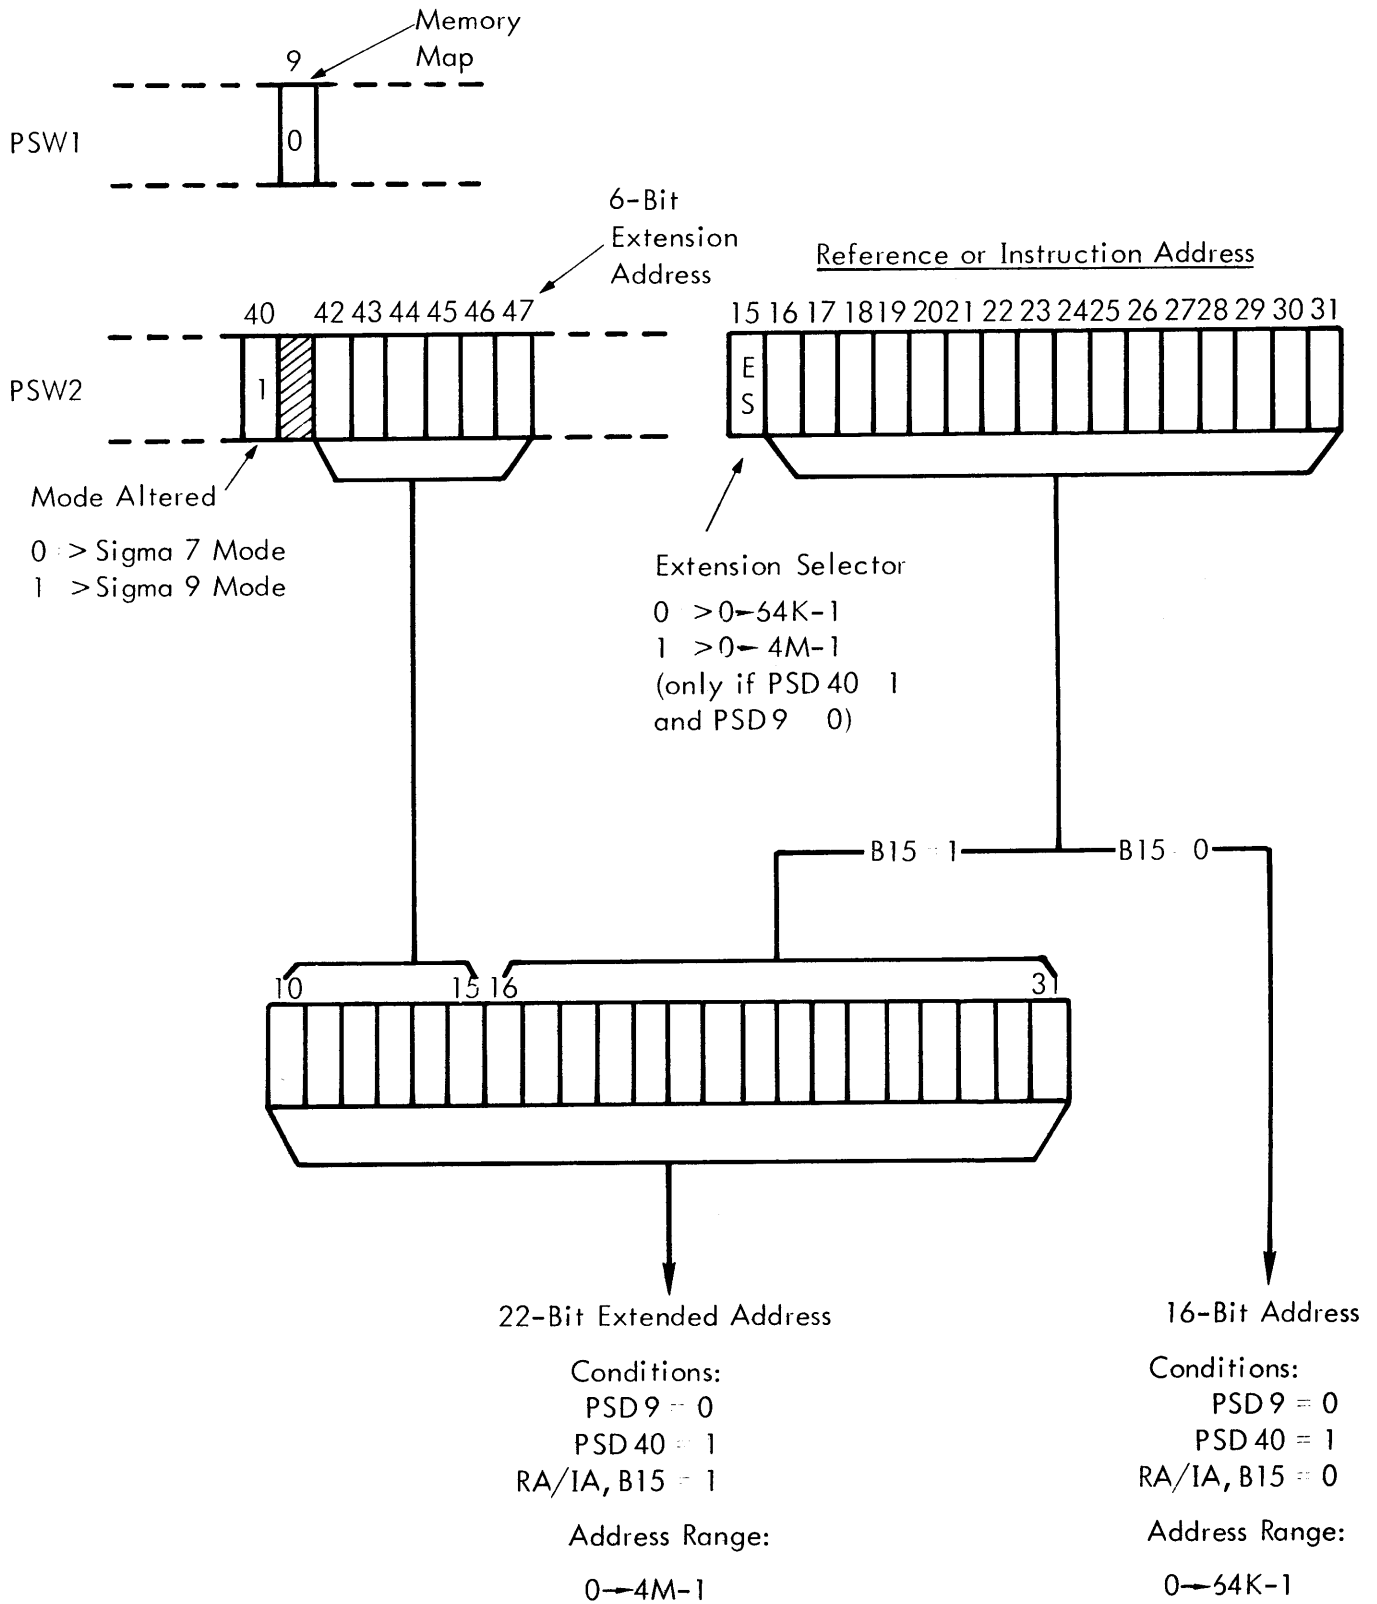 Memory
Map
9
PSW1
0
6-Bit
Extension
Address
Reference or Instruction Address
40 42 43 44 45 46 47
15 16 17 18 19 20 21 22 23 24 25 26 27 28 29 30 31
PSW2
1
E
S
Mode Altered
0 > Sigma 7 Mode
1 > Sigma 9 Mode
Extension Selector
0 > 0→64K-1
1 > 0→4M-1
(only if PSD 40 1
and PSD 9 0)
B15 = 1
B15 0
10 15 16 31
22-Bit Extended Address
Conditions:
PSD 9 = 0
PSD 40 = 1
RA/IA, B15 = 1
Address Range:
0→4M-1
16-Bit Address
Conditions:
PSD 9 = 0
PSD 40 = 1
RA/IA, B15 = 0
Address Range:
0→64K-1